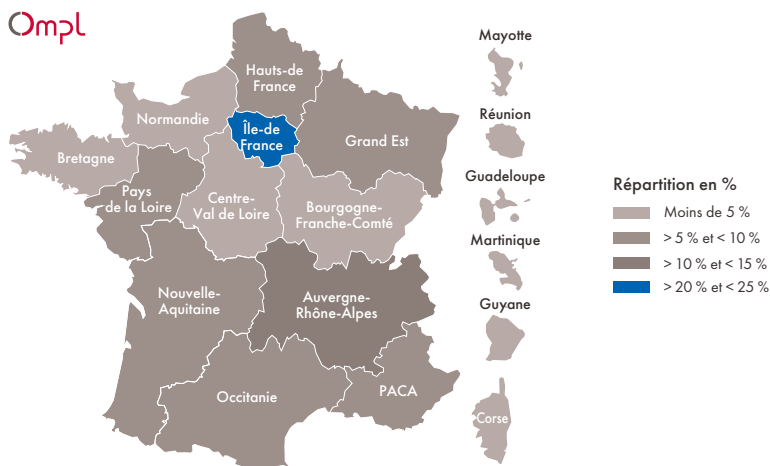 Ompl
Hauts-de
France
Normandie
Île-de
France
Grand Est
Bretagne
Pays
de la Loire
Centre-
Val de Loire
Bourgogne-
Franche-Comté
Nouvelle-
Aquitaine
Auvergne-
Rhône-Alpes
Occitanie
PACA
Mayotte
Réunion
Guadeloupe
Martinique
Guyane
Corse
Répartition en %
Moins de 5 %
> 5 % et < 10 %
> 10 % et < 15 %
> 20 % et < 25 %